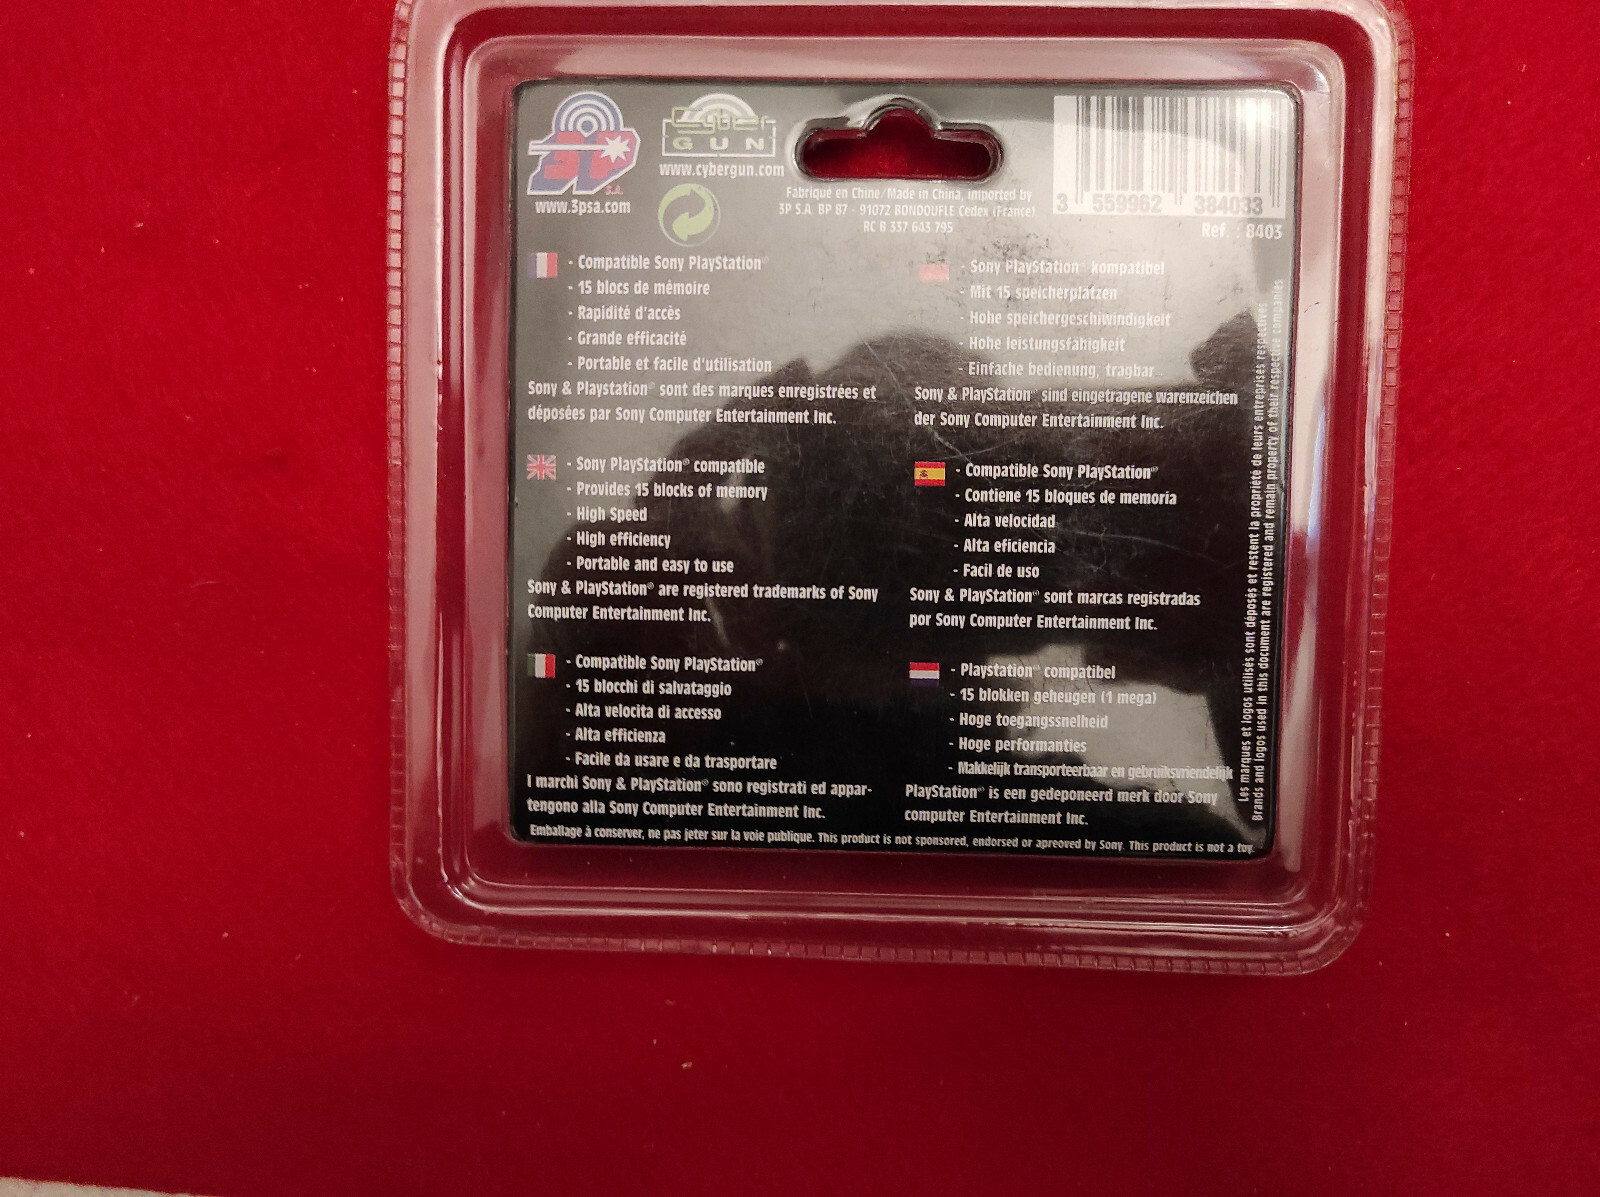 3P
S.A.
www.3psa.com
Cyber
GUN
www.cybergun.com
Fabriqué en Chine/Made in China, imported by
3P S.A. BP 87 - 91072 BONDOUFLE Cedex (France)
RC B 337 643 795
3 559962 384033
Ref. : 8403
- Compatible Sony PlayStation®
- 15 blocs de mémoire
- Rapidité d'accès
- Grande efficacité
- Portable et facile d'utilisation
Sony & Playstation® sont des marques enregistrées et
déposées par Sony Computer Entertainment Inc.
- Sony PlayStation® kompatibel
- Mit 15 speicherplätzen
- Hohe speichergeschiwindigkeit
- Hohe leistungsfähigkeit
- Einfache bedienung, tragbar
Sony & PlayStation® sind eingetragene warenzeichen
der Sony Computer Entertainment Inc.
- Sony PlayStation® compatible
- Provides 15 blocks of memory
- High Speed
- High efficiency
- Portable and easy to use
Sony & PlayStation® are registered trademarks of Sony
Computer Entertainment Inc.
- Compatible Sony PlayStation®
- Contiene 15 bloques de memoria
- Alta velocidad
- Alta eficiencia
- Facil de uso
Sony & PlayStation® sont marcas registradas
por Sony Computer Entertainment Inc.
- Compatible Sony PlayStation®
- 15 blocchi di salvataggio
- Alta velocita di accesso
- Alta efficienza
- Facile da usare e da trasportare
I marchi Sony & PlayStation® sono registrati ed appar-
tengono alla Sony Computer Entertainment Inc.
- Playstation® compatibel
- 15 blokken geheugen (1 mega)
- Hoge toegangssnelheid
- Hoge performanties
- Makkelijk transporteerbaar en gebruiksvriendelijk
PlayStation® is een gedeponeerd merk door Sony
computer Entertainment Inc.
Emballage à conserver, ne pas jeter sur la voie publique. This product is not sponsored, endorsed or apreoved by Sony. This product is not a toy.
Les marques et logos utilisés sont déposés et restent la propriété de leurs entreprises respectives
Brands and logos used in this document are registered and remain property of their respective companies